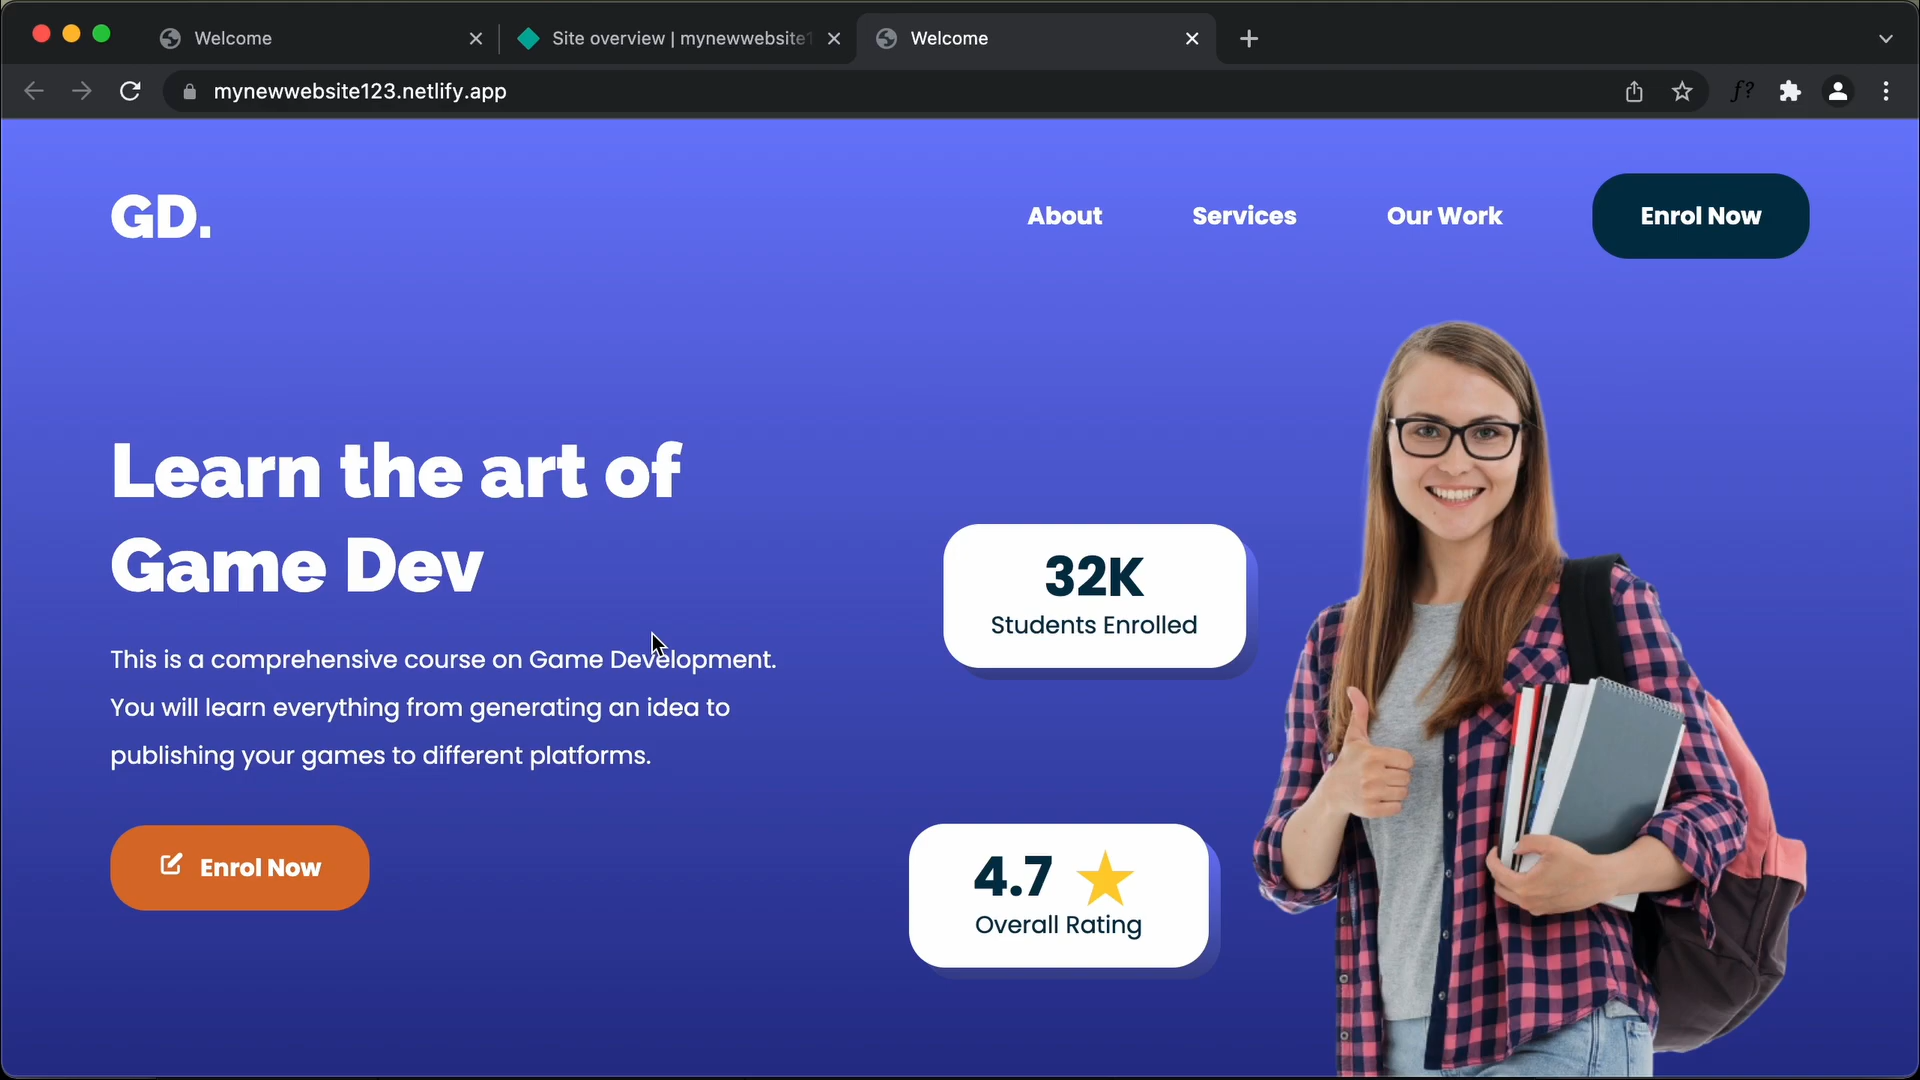 Welcome
Site overview | mynewwebsite1
Welcome
mynewwebsite123.netlify.app
f?
GD.
About
Services
Our Work
Enrol Now
Learn the art of
Game Dev
This is a comprehensive course on Game Development.
You will learn everything from generating an idea to
publishing your games to different platforms.
Enrol Now
32K
Students Enrolled
4.7
Overall Rating